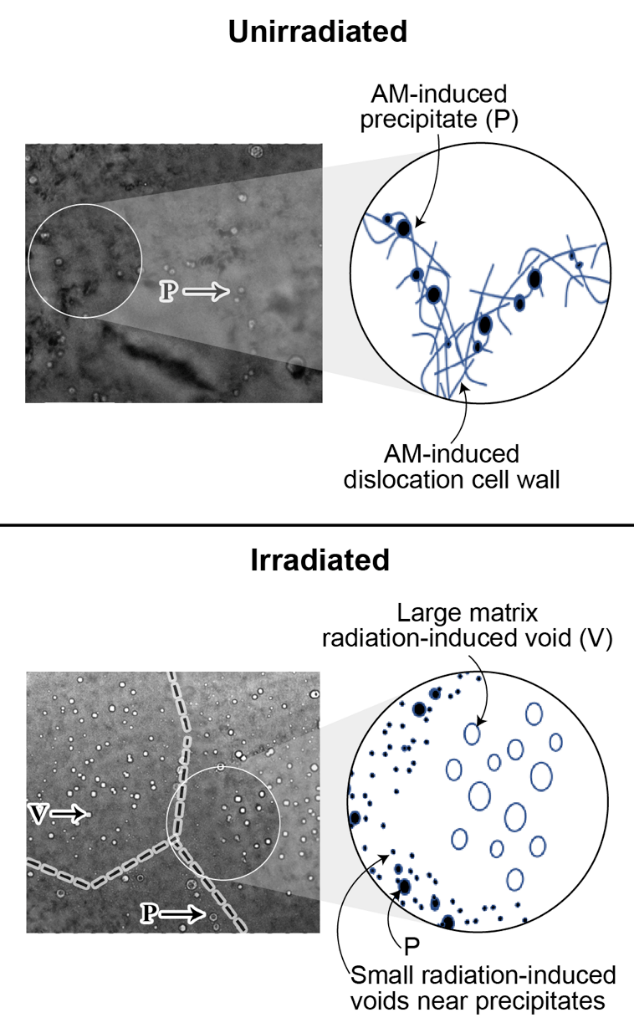 Unirradiated
AM-induced
precipitate (P)
P
AM-induced
dislocation cell wall
Irradiated
Large matrix
radiation-induced void (V)
V
P
P
Small radiation-induced
voids near precipitates